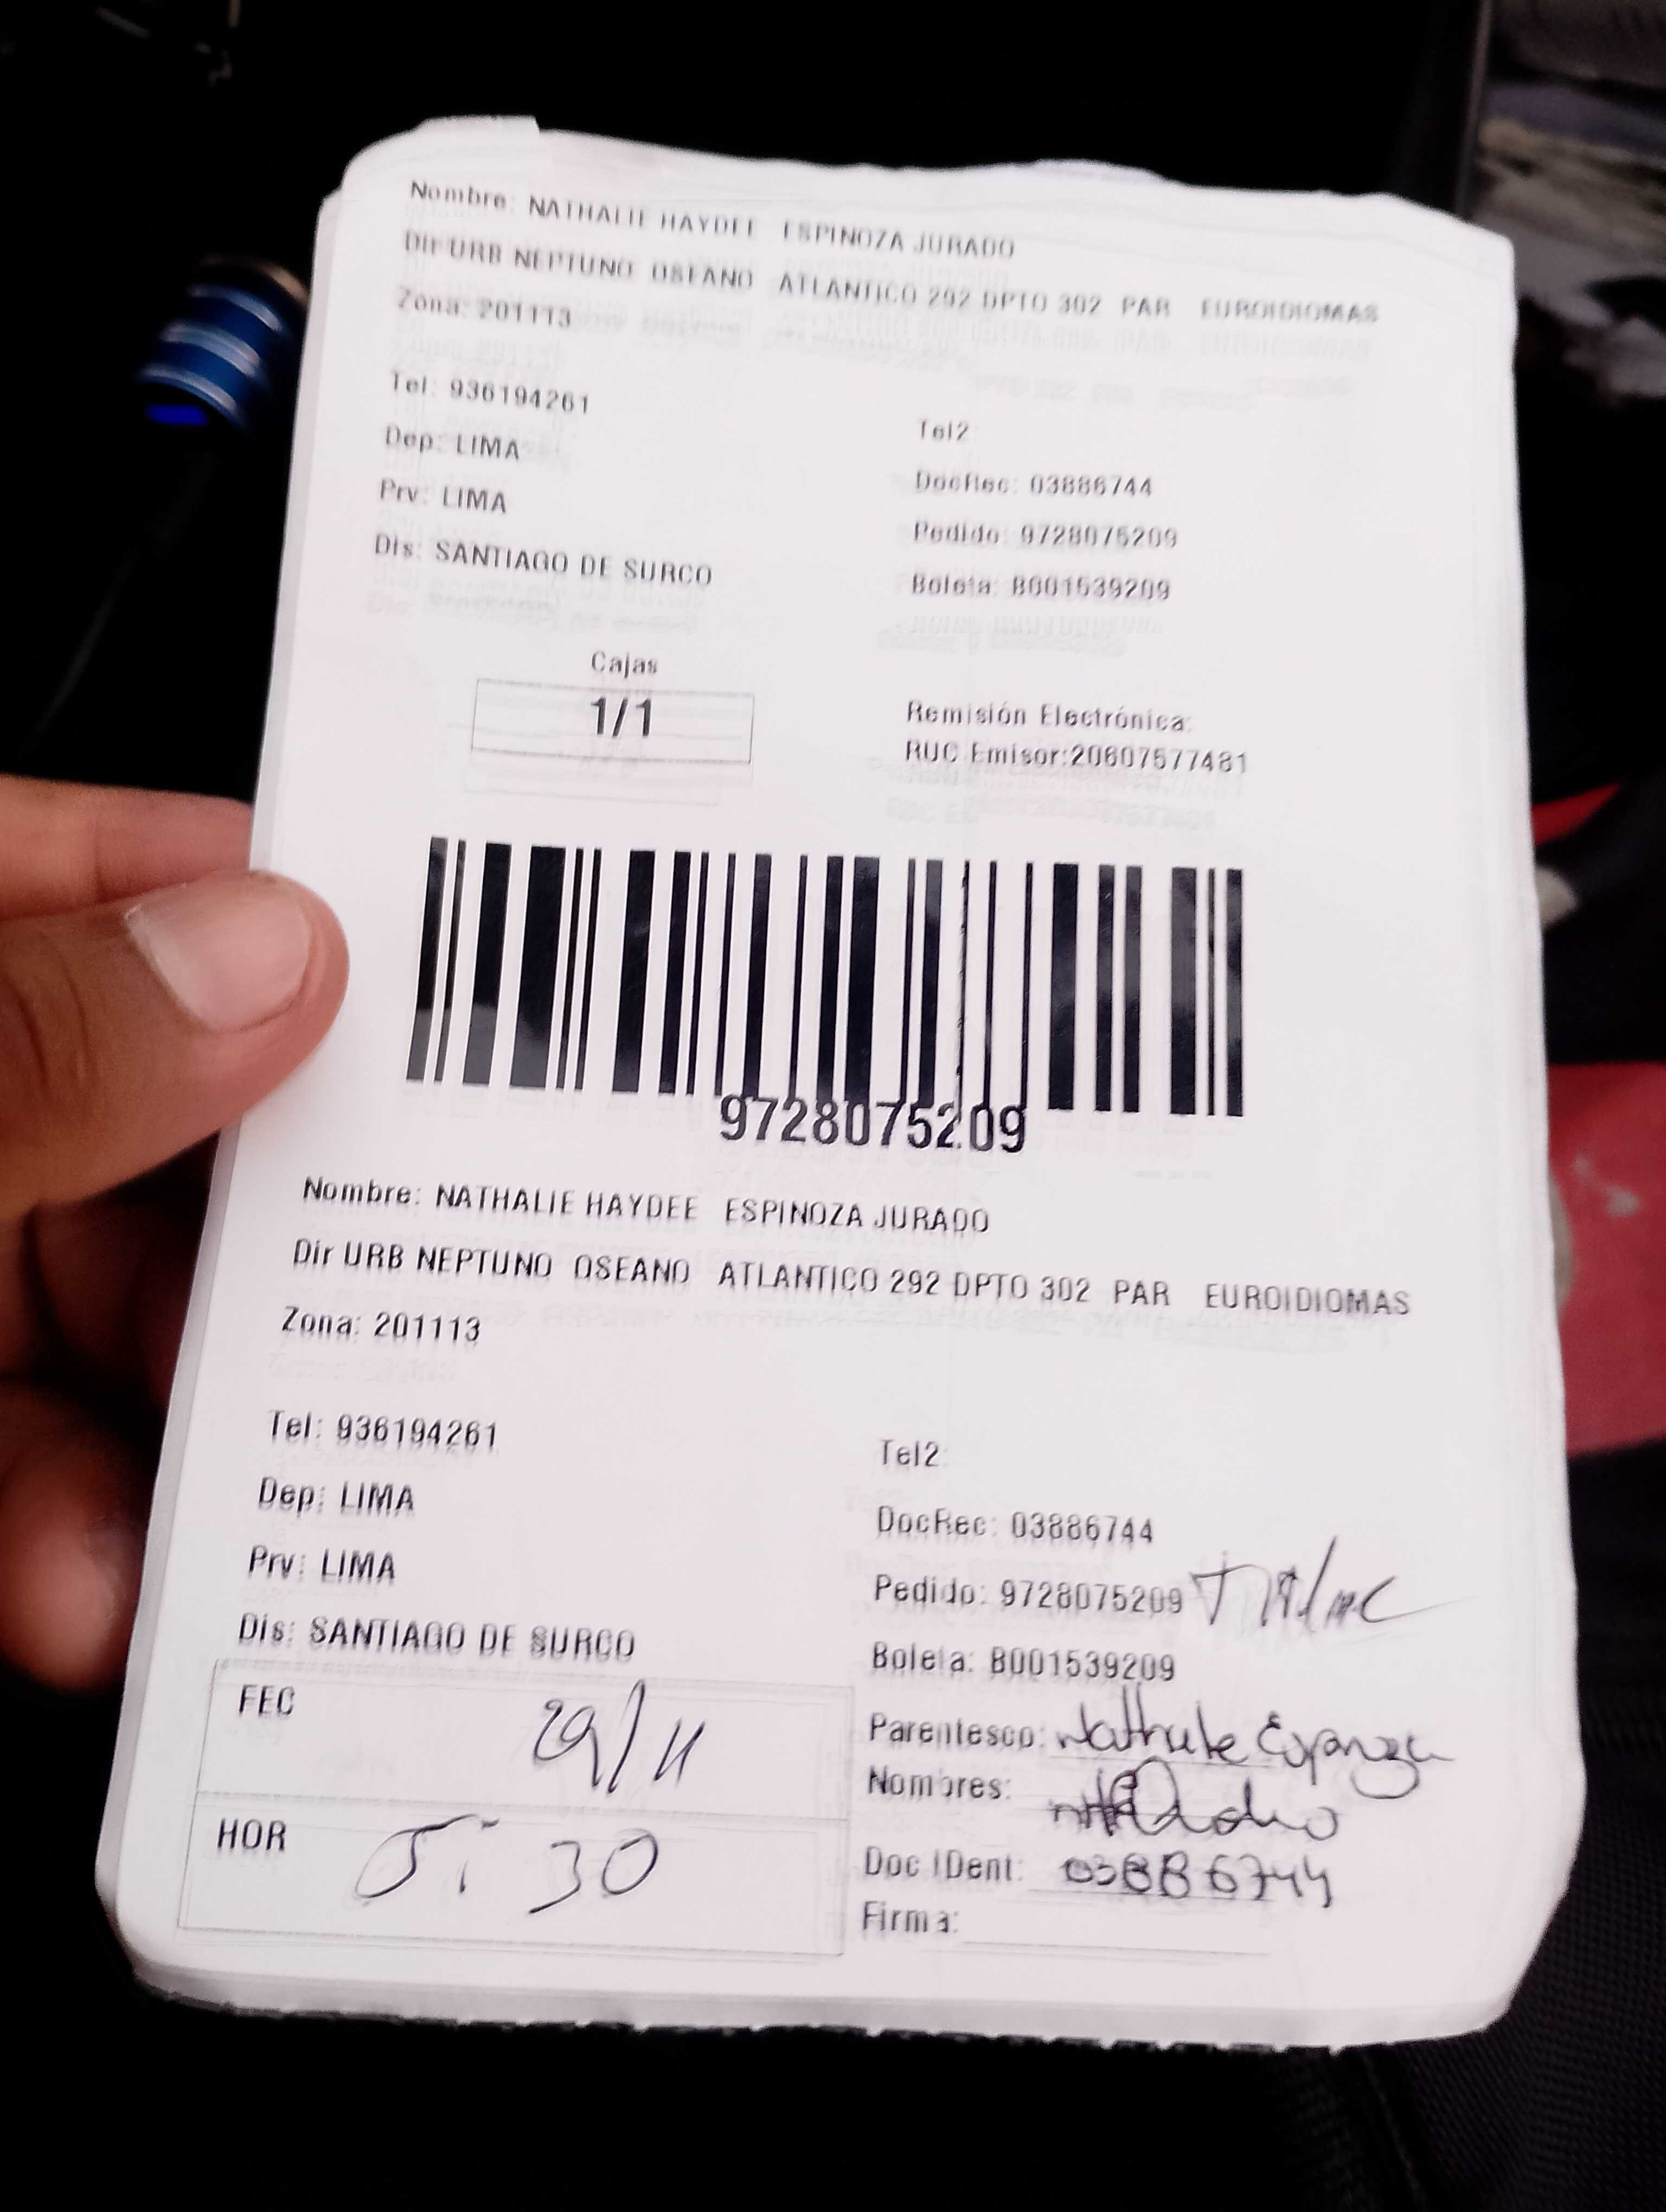 Nombre: NATHALIE HAYDEE ESPINOZA JURADO
Dir URB NEPTUNO OSEANO ATLANTICO 292 DPTO 302 PAR EUROIDIOMAS
Zona: 201113
Tel: 936194261
Tel2:
Dep: LIMA
DocRec: 03886744
Prv: LIMA
Pedido: 9728075209
Dis: SANTIAGO DE SURCO
Boleta: B001539209
Cajas
1/1
Remisión Electrónica:
RUC Emisor:20607577481
9728075209
Nombre: NATHALIE HAYDEE ESPINOZA JURADO
Dir URB NEPTUNO OSEANO ATLANTICO 292 DPTO 302 PAR EUROIDIOMAS
Zona: 201113
Tel: 936194261
Tel2:
Dep: LIMA
DocRec: 03886744
Prv: LIMA
Pedido: 9728075209
Dis: SANTIAGO DE SURCO
Boleta: B001539209
FEC 29/11
Parentesco: Nathalie Espinoza
Nombres:
HOR 5:30
Doc IDent: 03886744
Firma: